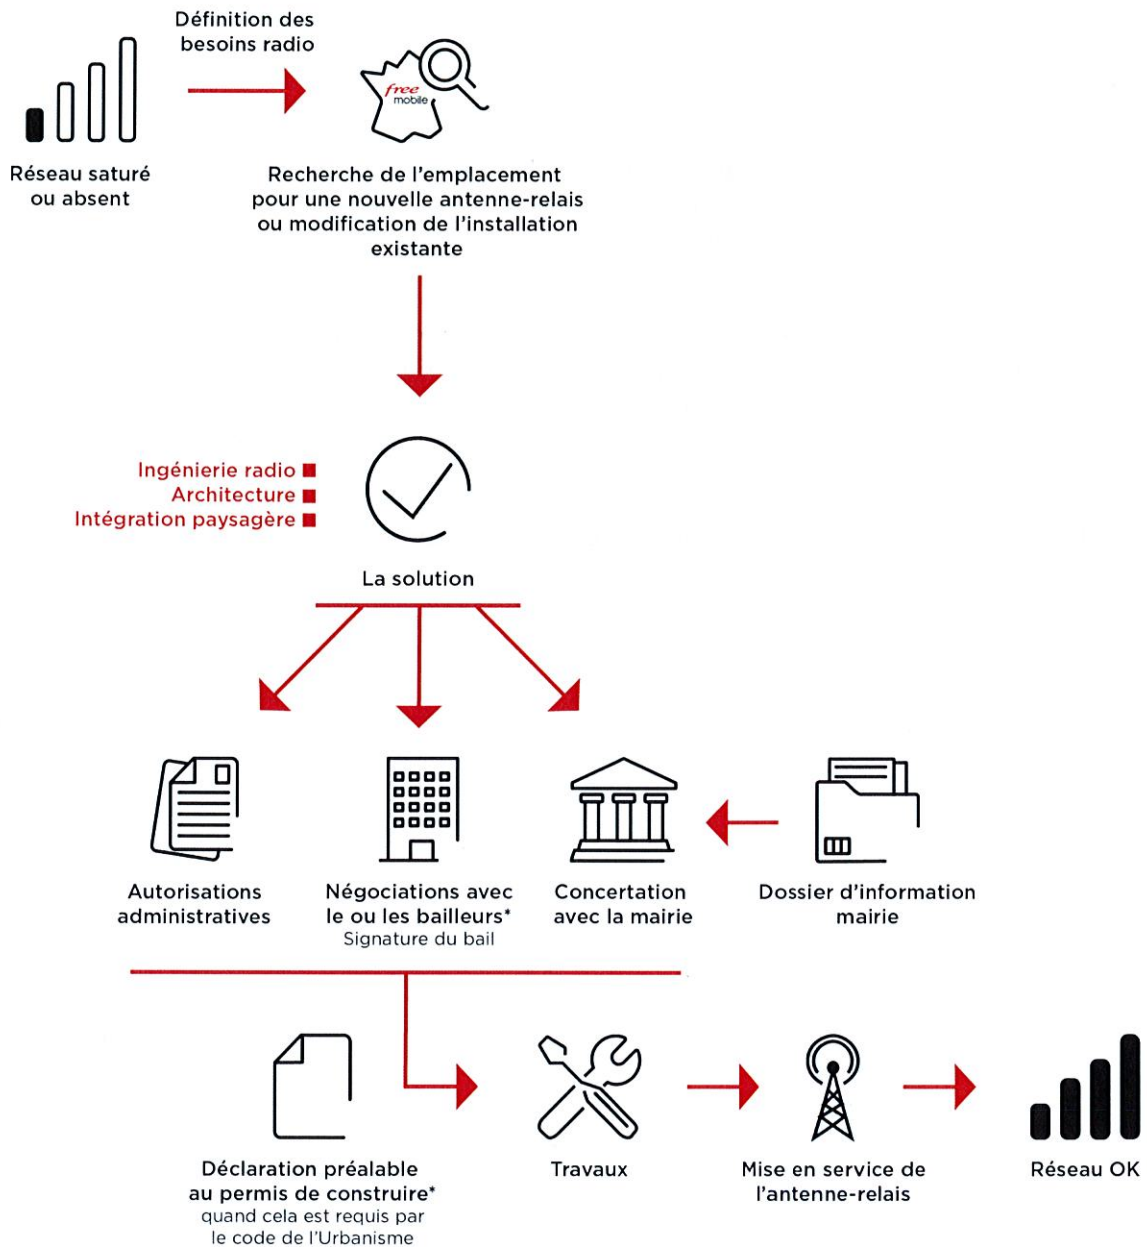 Définition des
besoins radio
free
mobile
Réseau saturé
ou absent
Recherche de l'emplacement
pour une nouvelle antenne-relais
ou modification de l'installation
existante
Ingénierie radio
Architecture
Intégration paysagère
La solution
Autorisations
administratives
Négociations avec
le ou les bailleurs*
Signature du bail
Concertation
avec la mairie
Dossier d'information
mairie
Déclaration préalable
au permis de construire*
quand cela est requis par
le code de l'Urbanisme
Travaux
Mise en service de
l'antenne-relais
Réseau OK